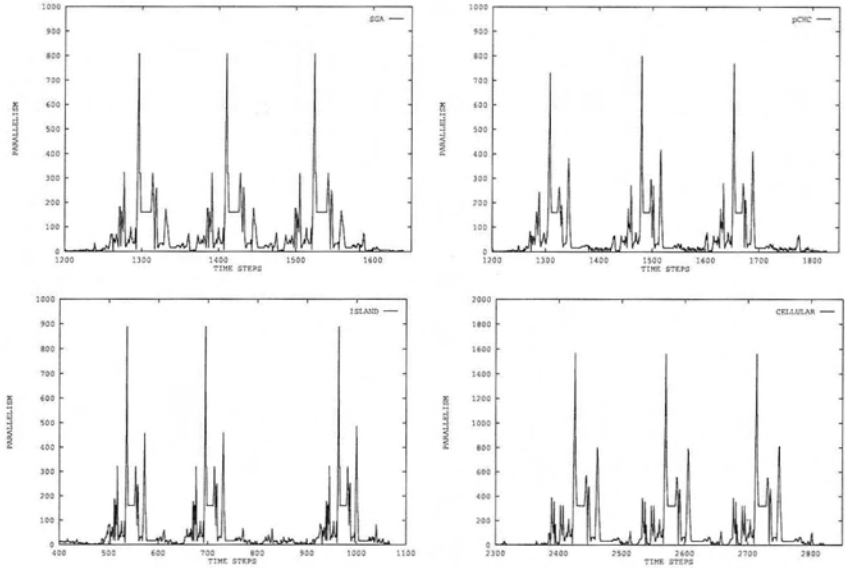 SGA
1000
900
800
700
600
500
400
300
200
100
0
PARALLELISM
1200 1300 1400 1500 1600
TIME STEPS
pCHC
1000
900
800
700
600
500
400
300
200
100
0
PARALLELISM
1200 1300 1400 1500 1600 1700 1800
TIME STEPS
ISLAND
1000
900
800
700
600
500
400
300
200
100
0
PARALLELISM
400 500 600 700 800 900 1000 1100
TIME STEPS
CELLULAR
2000
1800
1600
1400
1200
1000
800
600
400
200
0
PARALLELISM
2300 2400 2500 2600 2700 2800
TIME STEPS